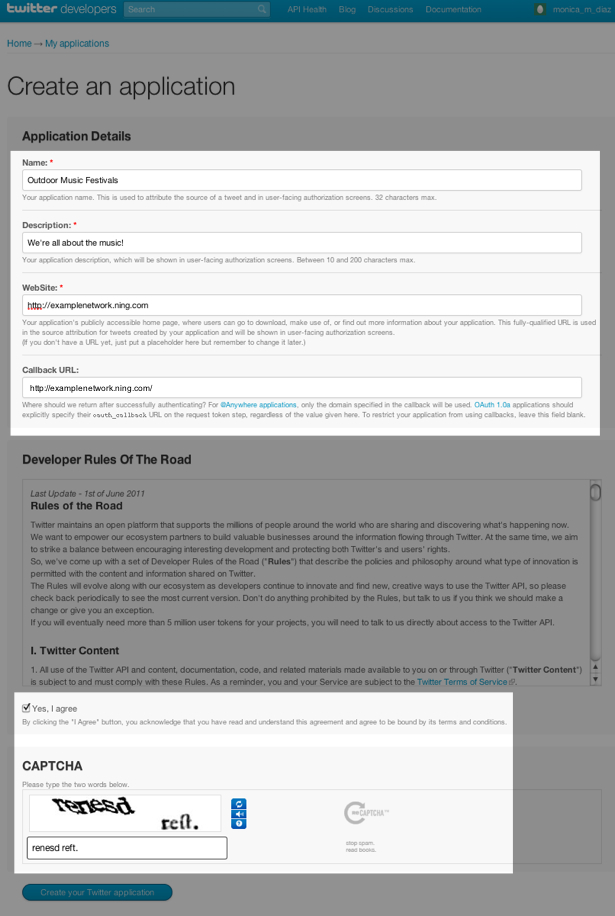 twitter developers Search API Health Blog Discussions Documentation monica_m_diaz
Home → My applications
Create an application
Application Details
Name: *
Outdoor Music Festivals
Your application name. This is used to attribute the source of a tweet and in user-facing authorization screens. 32 characters max.
Description: *
We're all about the music!
Your application description, which will be shown in user-facing authorization screens. Between 10 and 200 characters max.
WebSite: *
http://examplenetwork.ning.com
Your application's publicly accessible home page, where users can go to download, make use of, or find out more information about your application. This fully-qualified URL is used
in the source attribution for tweets created by your application and will be shown in user-facing authorization screens.
(If you don't have a URL yet, just put a placeholder here but remember to change it later.)
Callback URL:
http://examplenetwork.ning.com/
Where should we return after successfully authenticating? For @Anywhere applications, only the domain specified in the callback will be used. OAuth 1.0a applications should
explicitly specify their oauth_callback URL on the request token step, regardless of the value given here. To restrict your application from using callbacks, leave this field blank.
Developer Rules Of The Road
Last Update - 1st of June 2011
Rules of the Road
Twitter maintains an open platform that supports the millions of people around the world who are sharing and discovering what's happening now.
We want to empower our ecosystem partners to build valuable businesses around the information flowing through Twitter. At the same time, we aim
to strike a balance between encouraging interesting development and protecting both Twitter's and users' rights.
So, we've come up with a set of Developer Rules of the Road ("Rules") that describe the policies and philosophy around what type of innovation is
permitted with the content and information shared on Twitter.
The Rules will evolve along with our ecosystem as developers continue to innovate and find new, creative ways to use the Twitter API, so please
check back periodically to see the most current version. Don't do anything prohibited by the Rules, but talk to us if you think we should make a
change or give you an exception.
If you will eventually need more than 5 million user tokens for your projects, you will need to talk to us directly about access to the Twitter API.
I. Twitter Content
1. All use of the Twitter API and content, documentation, code, and related materials made available to you on or through Twitter ("Twitter Content")
is subject to and must comply with these Rules. As a reminder, you and your Service are subject to the Twitter Terms of Service.
Yes, I agree
By clicking the "I Agree" button, you acknowledge that you have read and understand this agreement and agree to be bound by its terms and conditions.
CAPTCHA
Please type the two words below.
renesd reft.
reCAPTCHA™
renesd reft.
stop spam.
read books.
Create your Twitter application